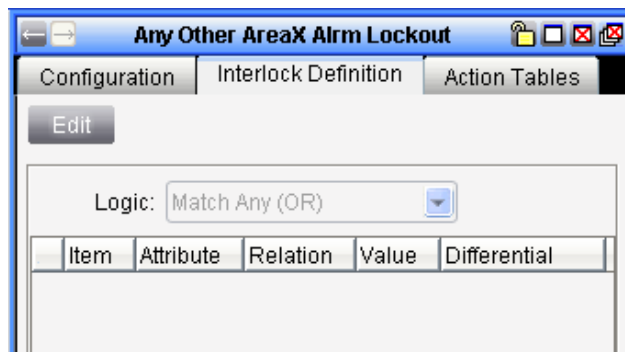 Any Other AreaX Alrm Lockout
Configuration Interlock Definition Action Tables
Edit
Logic: Match Any (OR)
Item Attribute Relation Value Differential